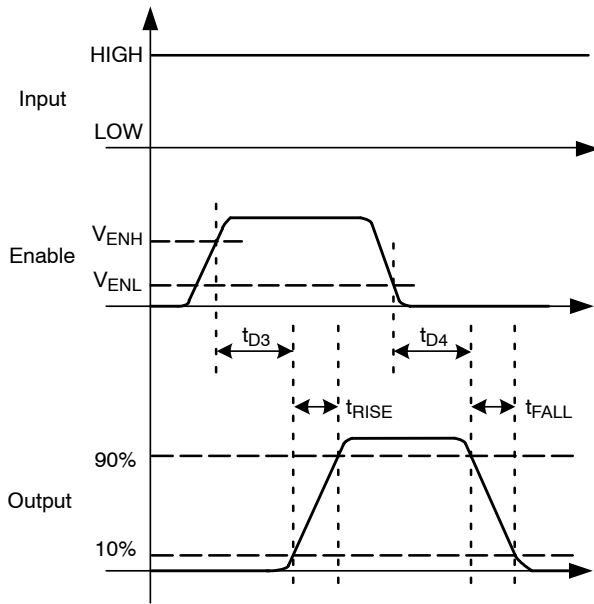 HIGH
Input
LOW
VENH
Enable
VENL
tD3
tD4
tRISE
tFALL
90%
Output
10%